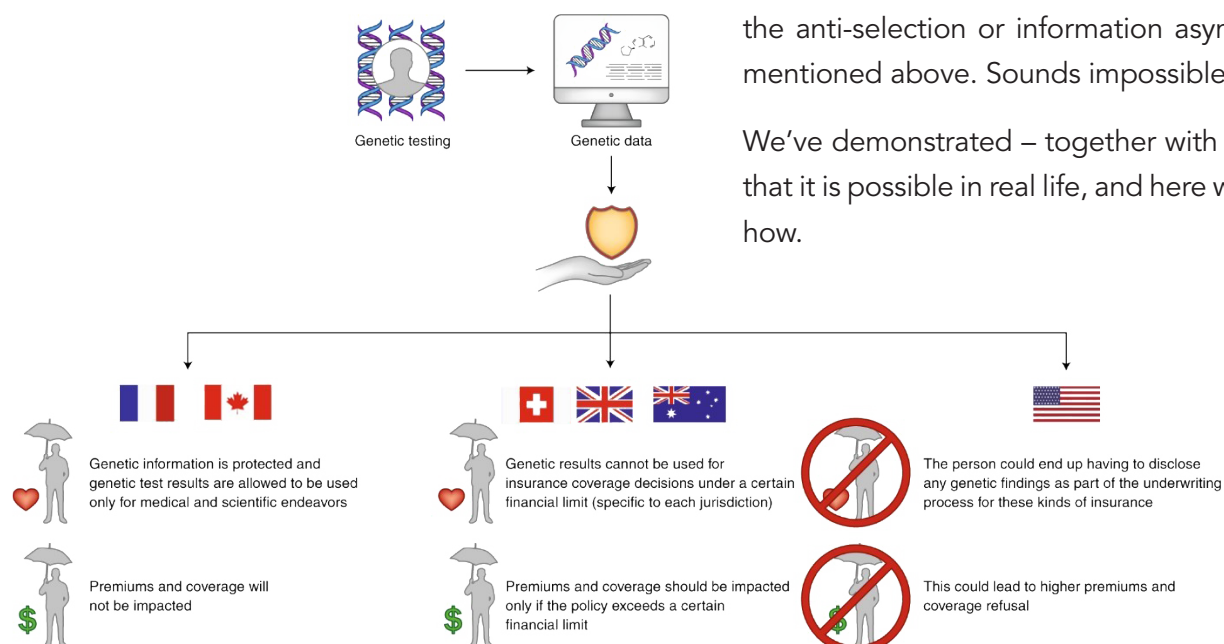 the anti-selection or information
mentioned above. Sounds impossible
We’ve demonstrated – together with
that it is possible in real life, and here
how.
Genetic testing
Genetic data
Genetic information is protected and
genetic test results are allowed to be used
only for medical and scientific endeavors
Premiums and coverage will
not be impacted
Genetic results cannot be used for
insurance coverage decisions under a certain
financial limit (specific to each jurisdiction)
Premiums and coverage should be impacted
only if the policy exceeds a certain
financial limit
The person could end up having to disclose
any genetic findings as part of the underwriting
process for these kinds of insurance
This could lead to higher premiums and
coverage refusal